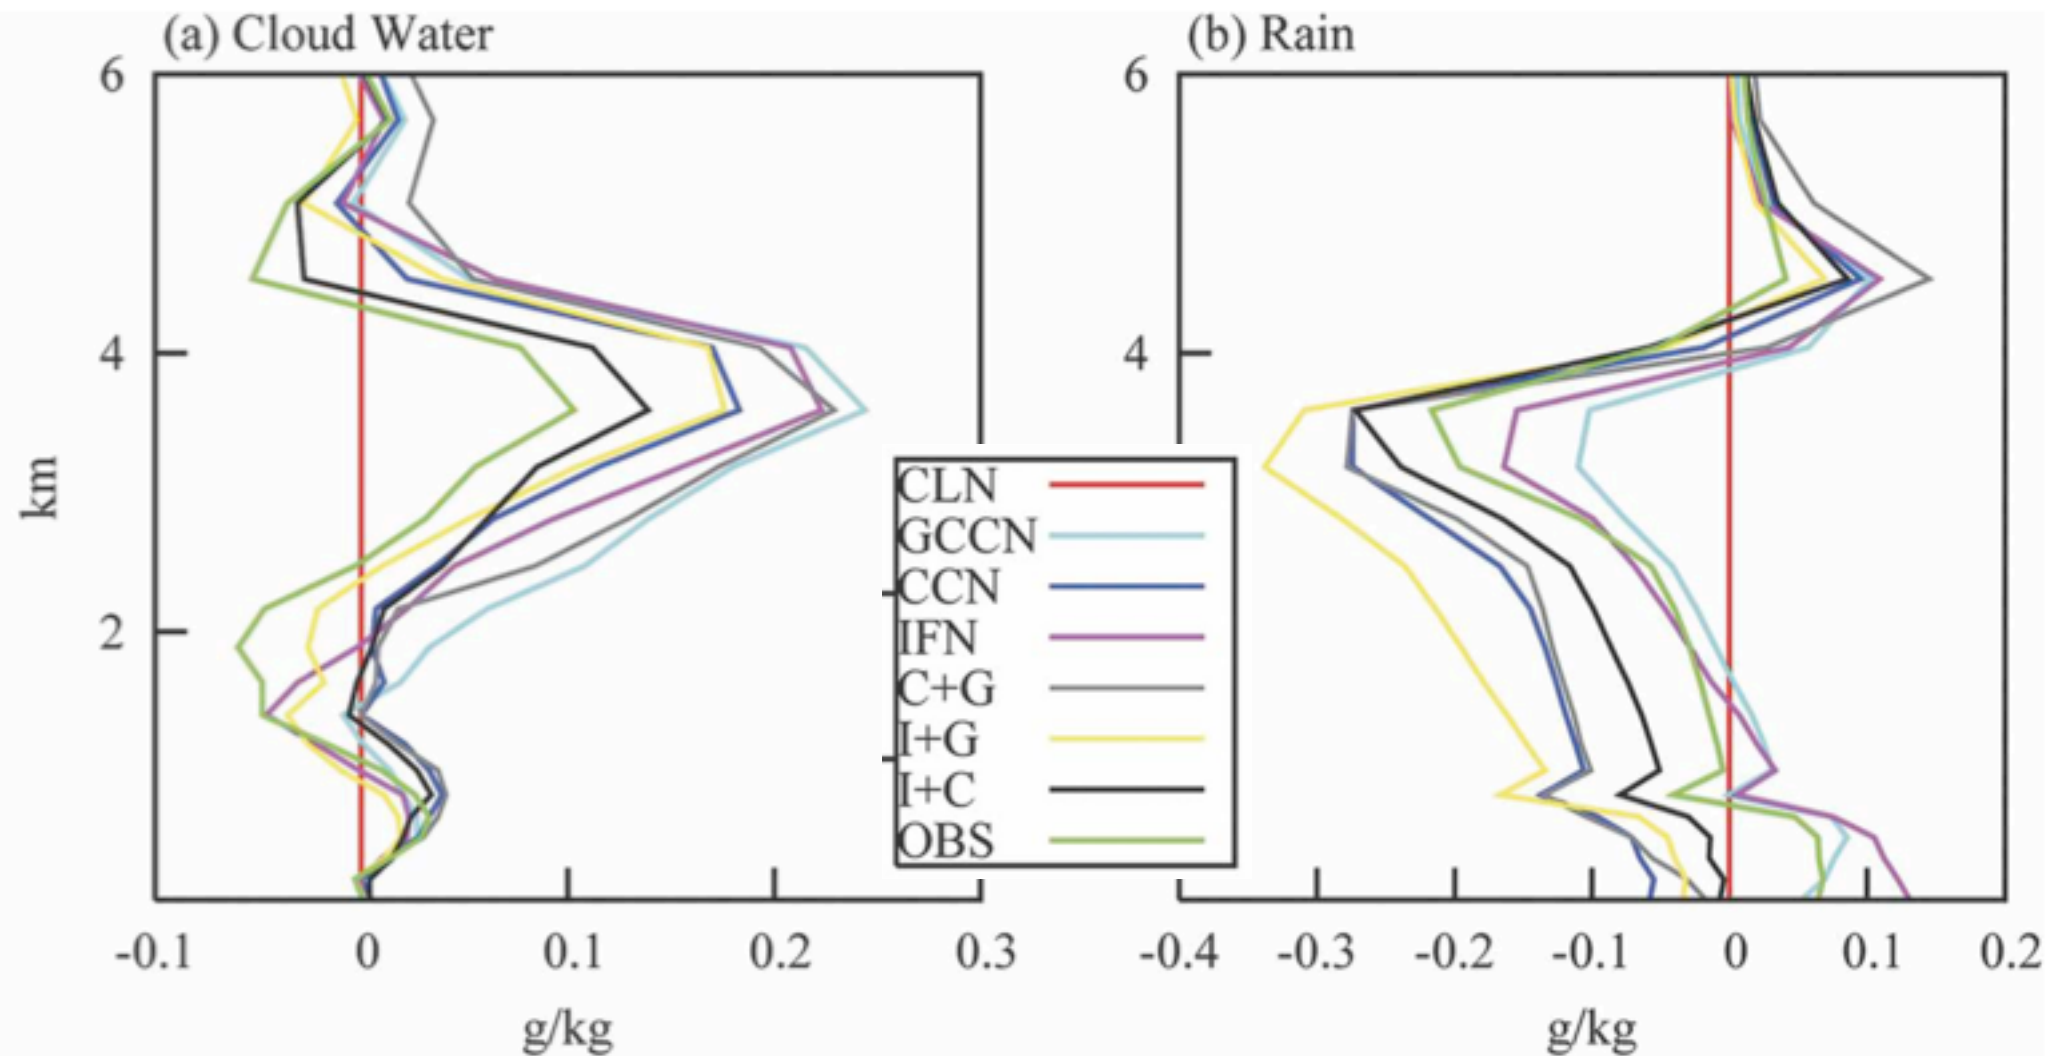 (a) Cloud Water
(b) Rain
6
4
2
km
-0.1
0
0.1
0.2
0.3
g/kg
6
4
-0.4
-0.3
-0.2
-0.1
0
0.1
0.2
g/kg
CLN
GCCN
CCN
IFN
C+G
I+G
I+C
OBS